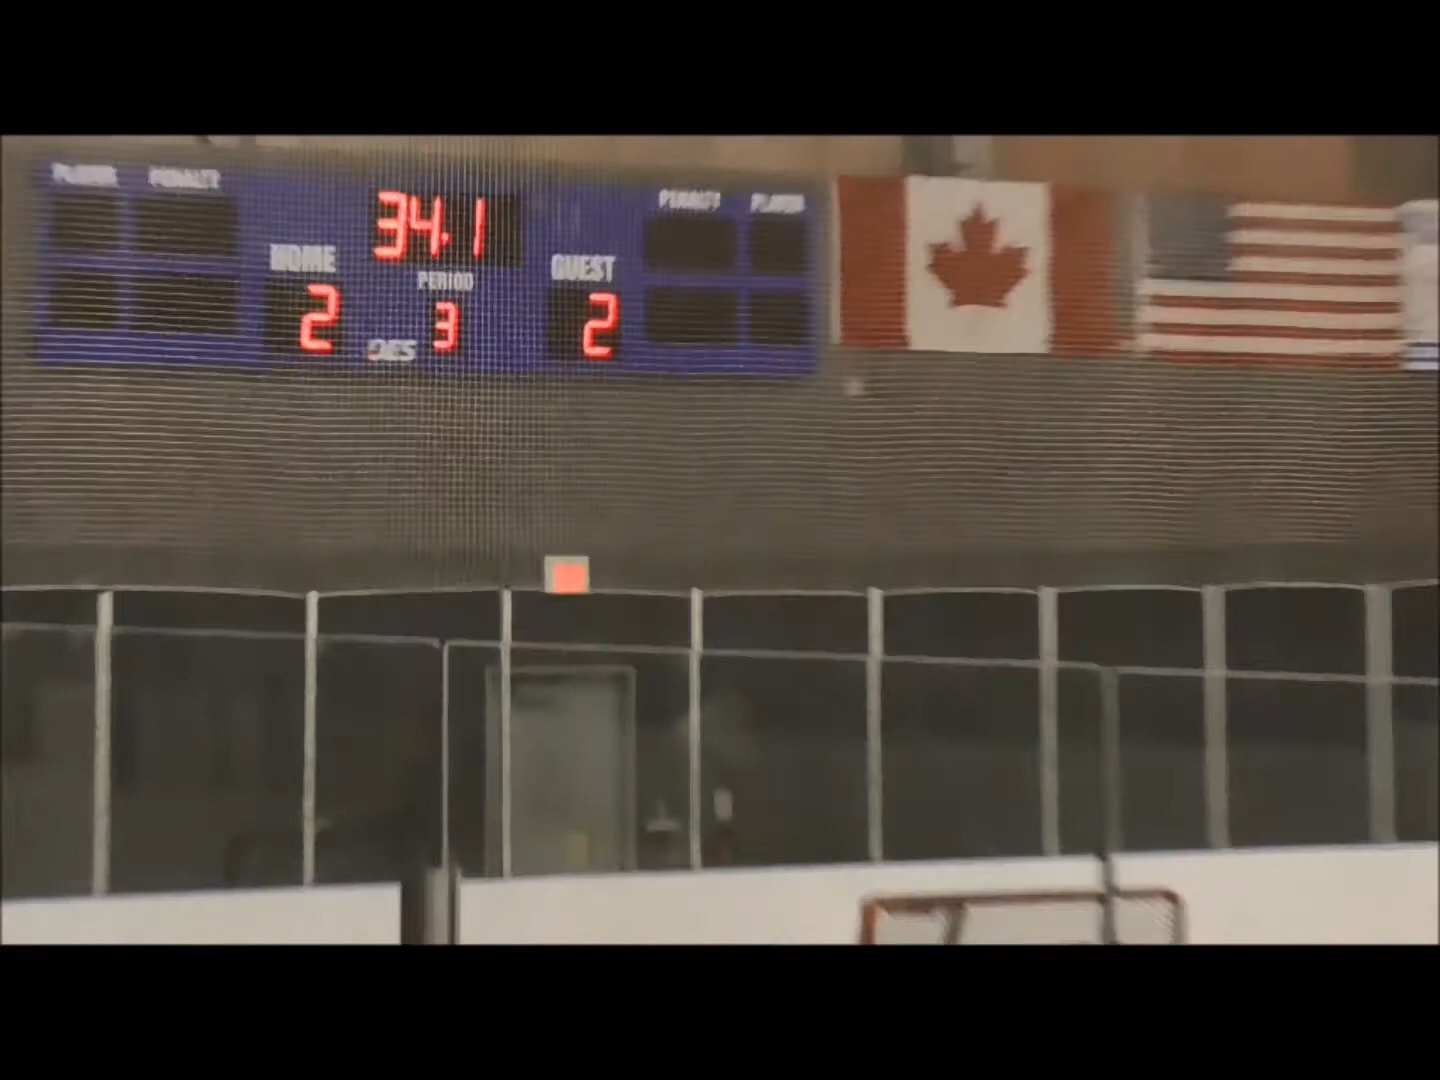 PLAYER PENALTY
34.1
PENALTY PLAYER
HOME
PERIOD
GUEST
2
3
2
OES